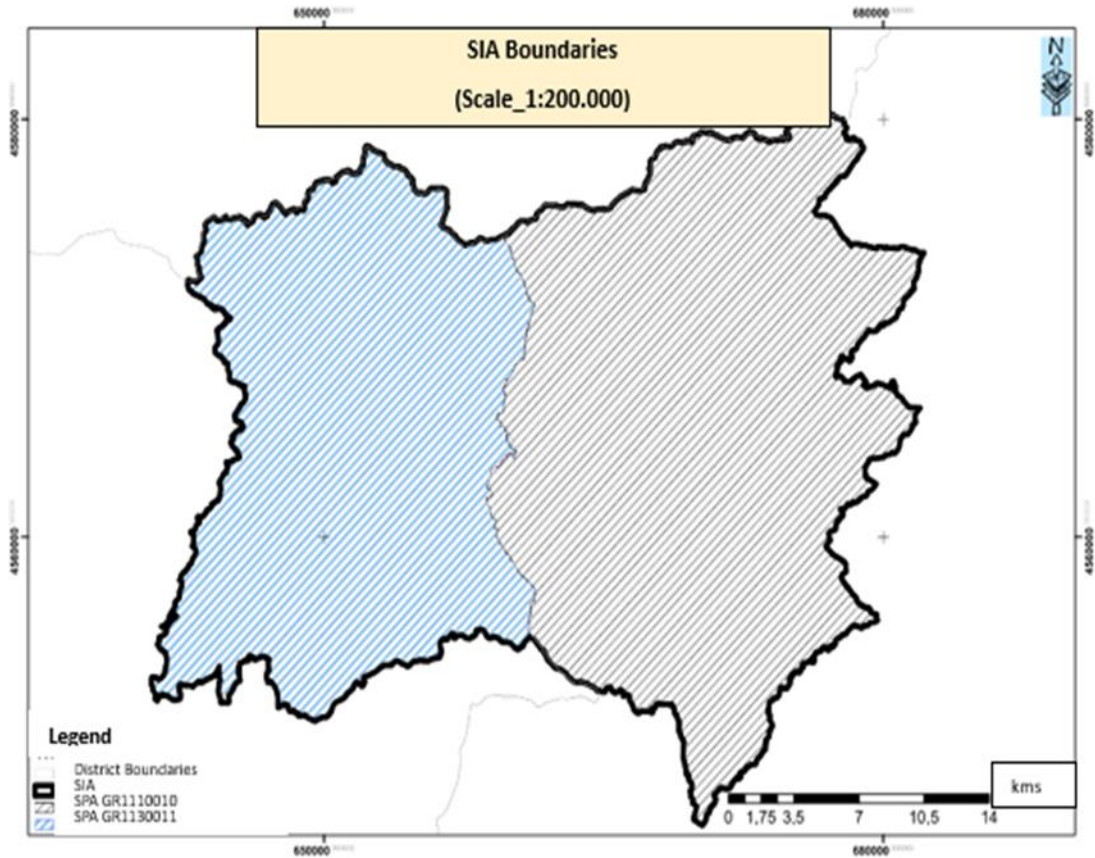 650000
680000
SIA Boundaries
(Scale_1:200.000)
N
4580000
4580000
4560000
4560000
Legend
District Boundaries
SIA
SPA GR1110010
SPA GR1130011
kms
0 1,75 3,5 7 10,5 14
650000
680000